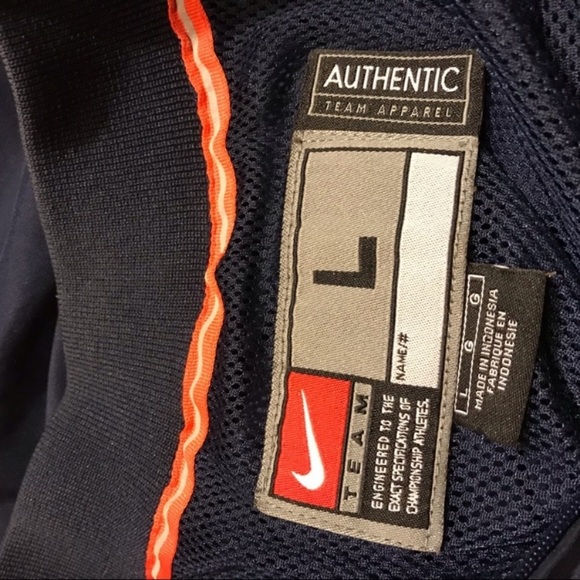 AUTHENTIC
TEAM APPAREL
L
NAME/#
TEAM
ENGINEERED TO THE
EXACT SPECIFICATIONS OF
CHAMPIONSHIP ATHLETES.
L G G
MADE IN INDONESIA
FABRIQUE EN
INDONESIE